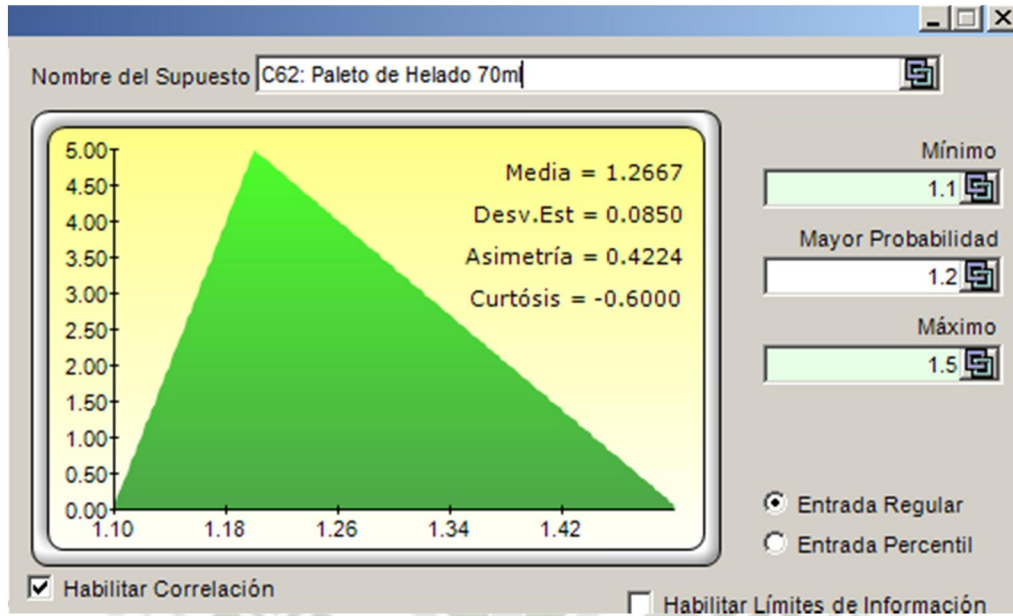 Nombre del Supuesto C62: Paleto de Helado 70ml
5.00
4.50
4.00
3.50
3.00
2.50
2.00
1.50
1.00
0.50
0.00
1.10 1.18 1.26 1.34 1.42
Media = 1.2667
Desv.Est = 0.0850
Asimetría = 0.4224
Curtósis = -0.6000
Mínimo
1.1
Mayor Probabilidad
1.2
Máximo
1.5
Entrada Regular
Entrada Percentil
Habilitar Correlación
Habilitar Límites de Información